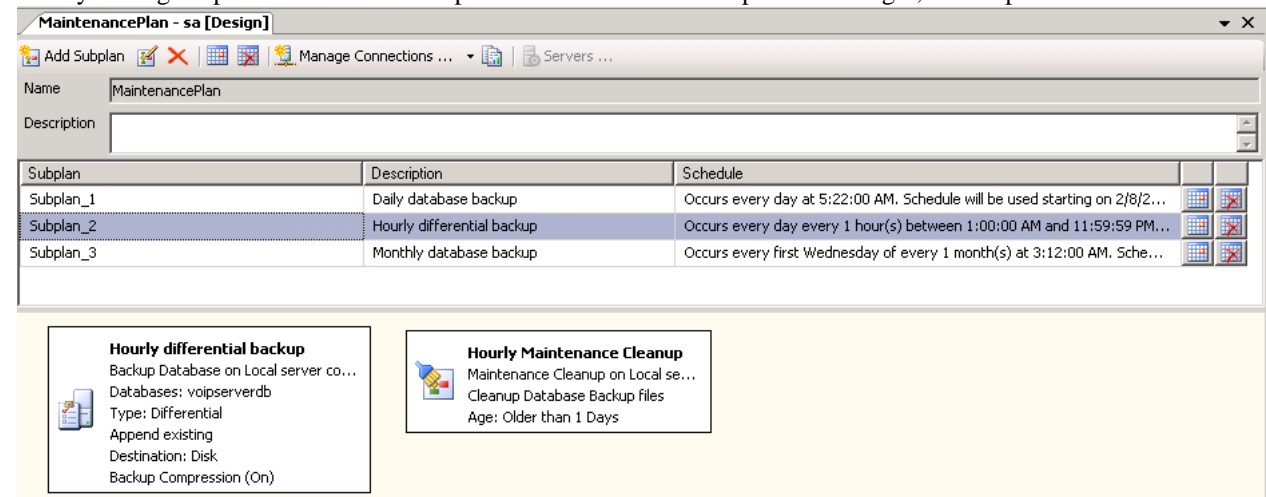 MaintenancePlan - sa [Design]
Add Subplan Manage Connections ... Servers ...
Name MaintenancePlan
Description
Subplan Description Schedule
Subplan_1 Daily database backup Occurs every day at 5:22:00 AM. Schedule will be used starting on 2/8/2...
Subplan_2 Hourly differential backup Occurs every day every 1 hour(s) between 1:00:00 AM and 11:59:59 PM...
Subplan_3 Monthly database backup Occurs every first Wednesday of every 1 month(s) at 3:12:00 AM. Sche...
Hourly differential backup
Backup Database on Local server co...
Databases: voipserverdb
Type: Differential
Append existing
Destination: Disk
Backup Compression (On)
Hourly Maintenance Cleanup
Maintenance Cleanup on Local se...
Cleanup Database Backup files
Age: Older than 1 Days